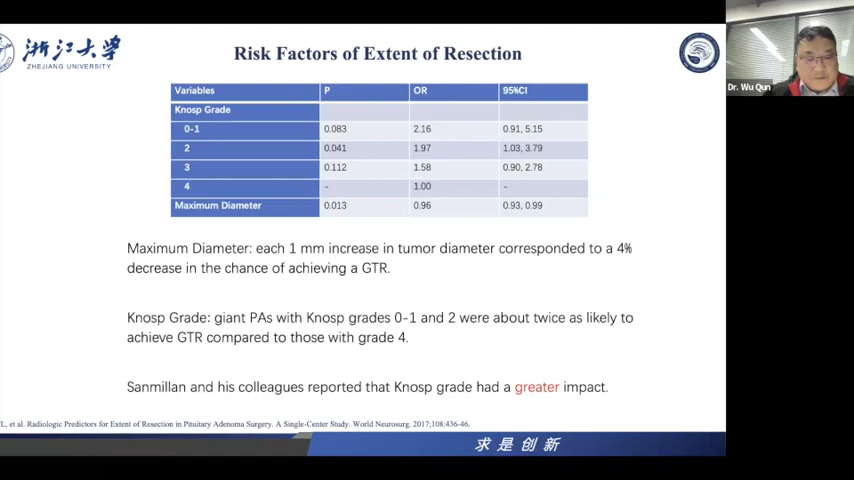 浙江大学
ZHEJIANG UNIVERSITY
Risk Factors of Extent of Resection
Dr. Wu Qun
Variables P OR 95%CI
Knosp Grade
0-1 0.083 2.16 0.91, 5.15
2 0.041 1.97 1.03, 3.79
3 0.112 1.58 0.90, 2.78
4 - 1.00 -
Maximum Diameter 0.013 0.96 0.93, 0.99
Maximum Diameter: each 1 mm increase in tumor diameter corresponded to a 4%
decrease in the chance of achieving a GTR.
Knosp Grade: giant PAs with Knosp grades 0-1 and 2 were about twice as likely to
achieve GTR compared to those with grade 4.
Sanmillan and his colleagues reported that Knosp grade had a greater impact.
L, et al. Radiologic Predictors for Extent of Resection in Pituitary Adenoma Surgery. A Single-Center Study. World Neurosurg. 2017;108:436-46.
求是创新